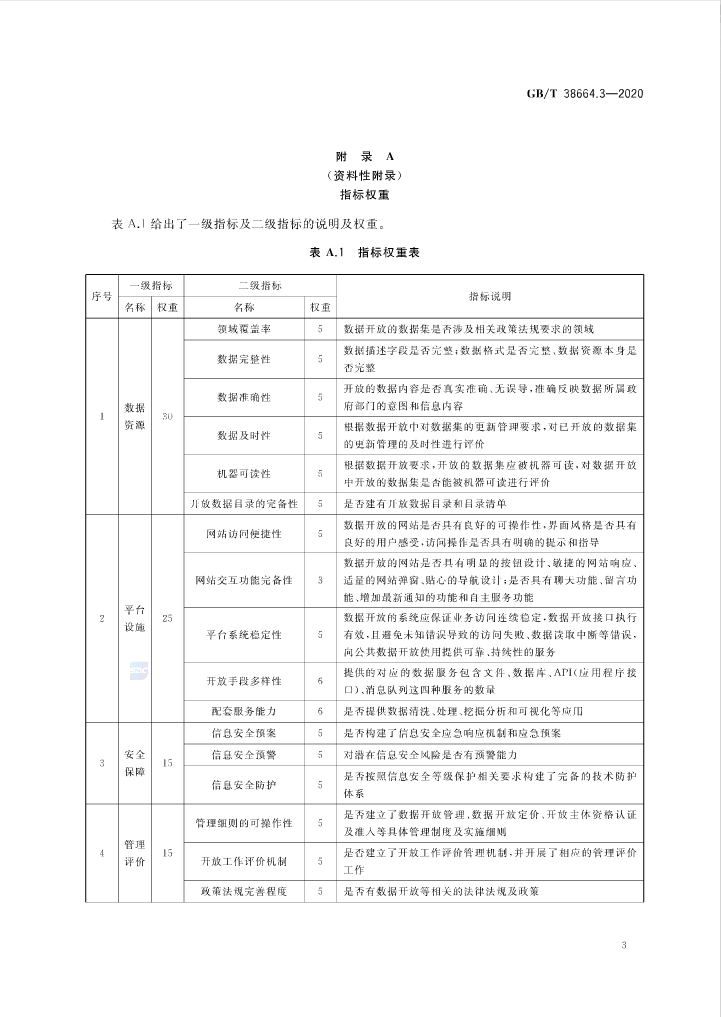 GB/T 38664.3—2020
附 录 A
（资料性附录）
指标权重
表 A.1 给出了一级指标及二级指标的说明及权重。
表 A.1 指标权重表
序号 一级指标 二级指标 指标说明
名称 权重 名称 权重
1 数据资源 30 领域覆盖率 5 数据开放的数据集是否涉及相关政策法规要求的领域
数据完整性 5 数据描述字段是否完整；数据格式是否完整、数据资源本身是
否完整
数据准确性 5 开放的数据内容是否真实准确、无误导，准确反映数据所属政
府部门的意图和信息内容
数据及时性 5 根据数据开放中对数据集的更新管理要求，对已开放的数据集
的更新管理的及时性进行评价
机器可读性 5 根据数据开放要求，开放的数据集应被机器可读，对数据开放
中开放的数据集是否能被机器可读进行评价
开放数据目录的完备性 5 是否建有开放数据目录和目录清单
2 平台设施 25 网站访问便捷性 5 数据开放的网站是否具有良好的可操作性，界面风格是否具有
良好的用户感受，访问操作是否具有明确的提示和指导
网站交互功能完备性 3 数据开放的网站是否具有明显的按钮设计、敏捷的网站响应、
适量的网站弹窗、贴心的导航设计；是否具有聊天功能、留言功
能、增加最新通知的功能和自主服务功能
平台系统稳定性 5 数据开放的系统应保证业务访问连续稳定，数据开放接口执行
有效，且避免未知错误导致的访问失败、数据读取中断等错误，
向公共数据开放使用提供可靠、持续性的服务
开放手段多样性 6 提供的对应的数据服务包含文件、数据库、API（应用程序接
口）、消息队列这四种服务的数量
配套服务能力 6 是否提供数据清洗、处理、挖掘分析和可视化等应用
3 安全保障 15 信息安全预案 5 是否构建了信息安全应急响应机制和应急预案
信息安全预警 5 对潜在信息安全风险是否有预警能力
信息安全防护 5 是否按照信息安全等级保护相关要求构建了完备的技术防护
体系
4 管理评价 15 管理细则的可操作性 5 是否建立了数据开放管理、数据开放定价、开放主体资格认证
及准入等具体管理制度及实施细则
开放工作评价机制 5 是否建立了开放工作评价管理机制，并开展了相应的管理评价
工作
政策法规完善程度 5 是否有数据开放等相关的法律法规及政策
3